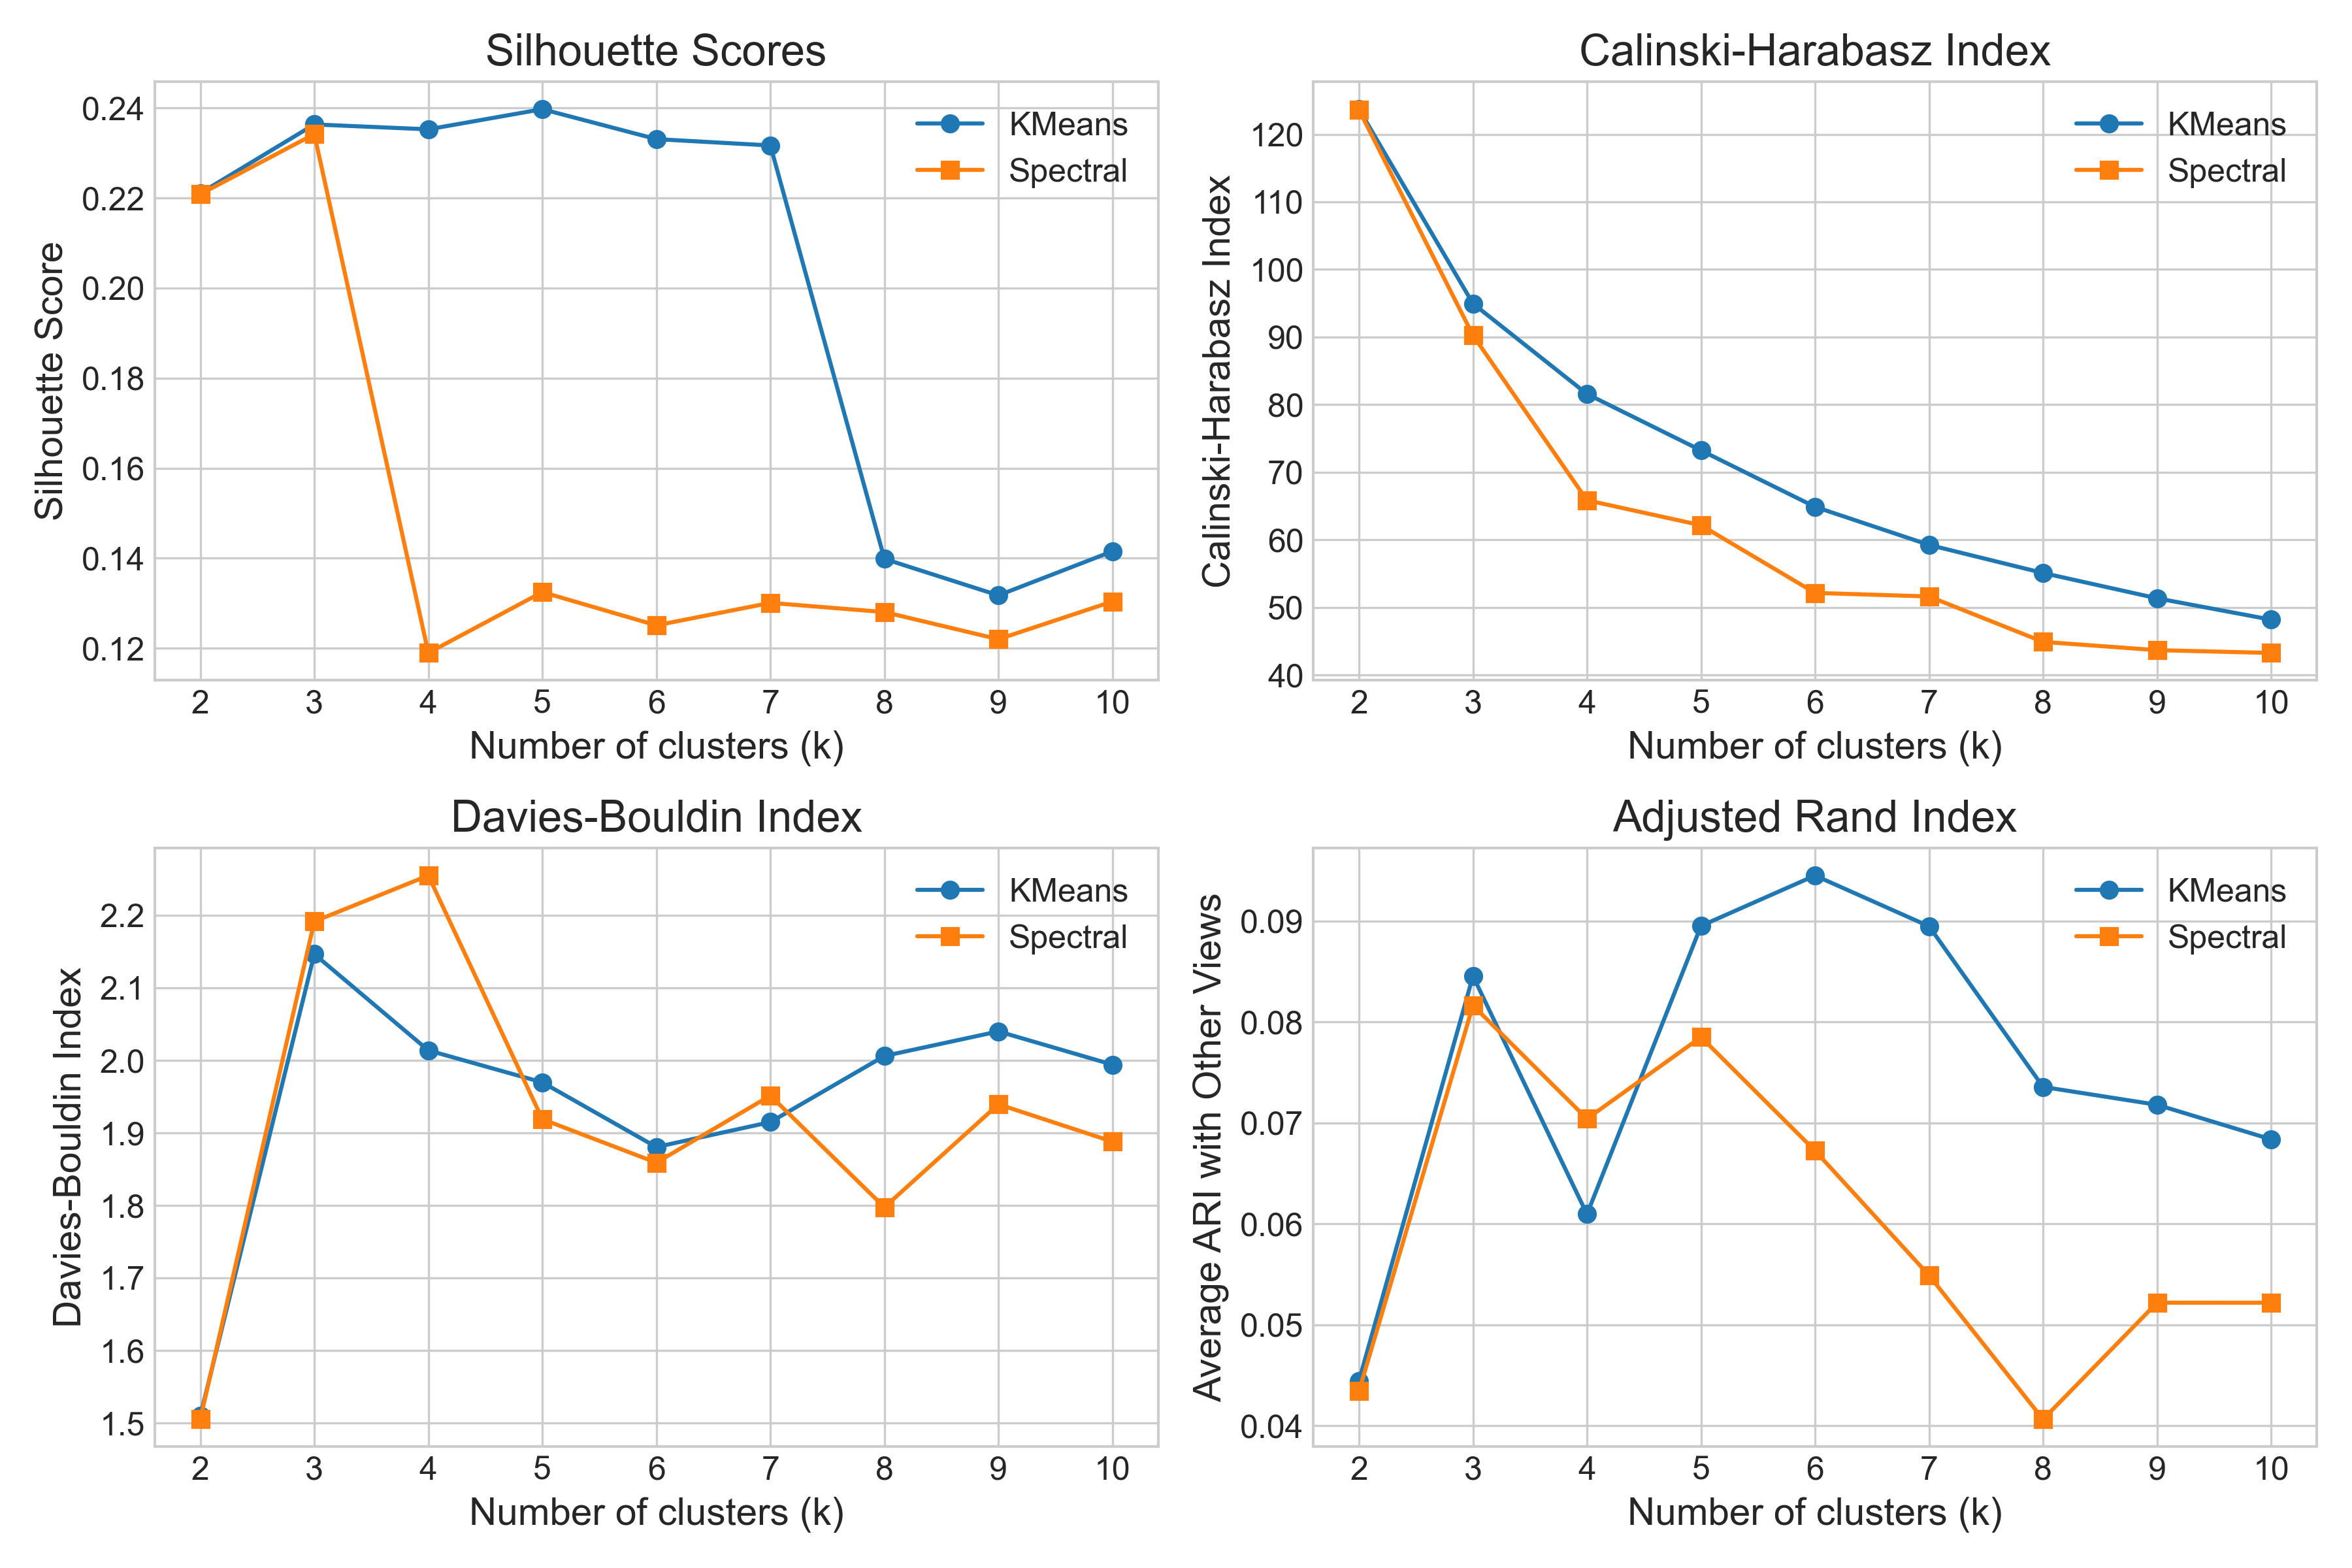 Silhouette Scores
Silhouette Score
0.24
0.22
0.20
0.18
0.16
0.14
0.12
KMeans
Spectral
2 3 4 5 6 7 8 9 10
Number of clusters (k)
Calinski-Harabasz Index
Calinski-Harabasz Index
120
110
100
90
80
70
60
50
40
KMeans
Spectral
2 3 4 5 6 7 8 9 10
Number of clusters (k)
Davies-Bouldin Index
Davies-Bouldin Index
2.2
2.1
2.0
1.9
1.8
1.7
1.6
1.5
KMeans
Spectral
2 3 4 5 6 7 8 9 10
Number of clusters (k)
Adjusted Rand Index
Average ARI with Other Views
0.09
0.08
0.07
0.06
0.05
0.04
KMeans
Spectral
2 3 4 5 6 7 8 9 10
Number of clusters (k)